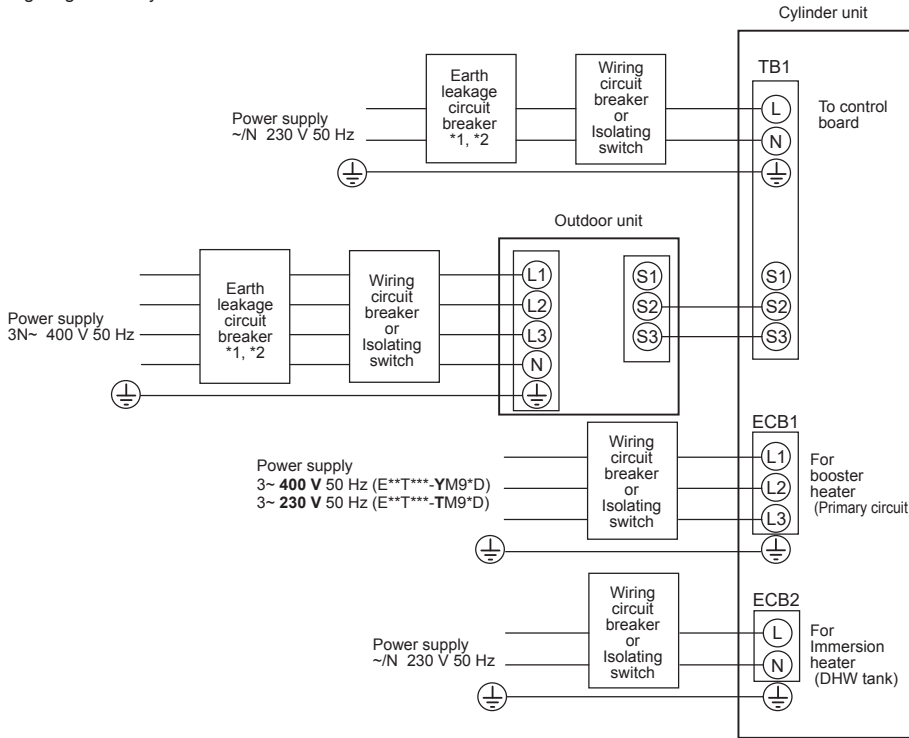 Cylinder unit
TB1
Earth
leakage
circuit
breaker
*1, *2
Wiring
circuit
breaker
or
Isolating
switch
Power supply
~/N 230 V 50 Hz
L
N
To control
board
Outdoor unit
S1
S2
S3
Earth
leakage
circuit
breaker
*1, *2
Wiring
circuit
breaker
or
Isolating
switch
Power supply
3N~ 400 V 50 Hz
L1
L2
L3
N
S1
S2
S3
ECB1
Wiring
circuit
breaker
or
Isolating
switch
Power supply
3~ 400 V 50 Hz (E**T***-YM9*D)
3~ 230 V 50 Hz (E**T***-TM9*D)
L1
L2
L3
For
booster
heater
(Primary circuit
ECB2
Wiring
circuit
breaker
or
Isolating
switch
Power supply
~/N 230 V 50 Hz
L
N
For
Immersion
heater
(DHW tank)